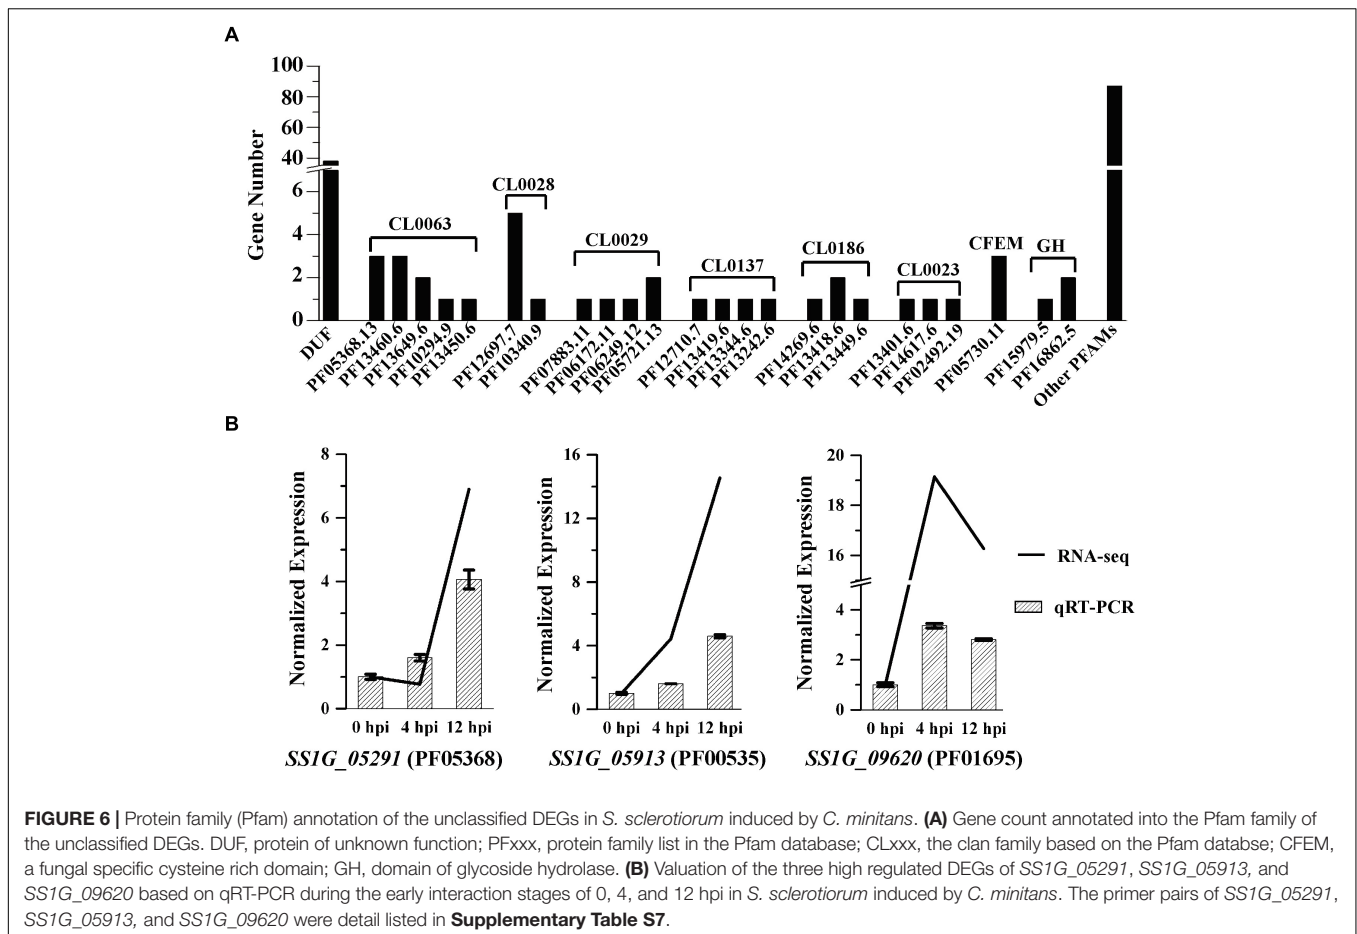 A
100
80
60
40
6
4
2
0
Gene Number
CL0063
CL0028
CL0029
CL0137
CL0186
CL0023
CFEM
GH
DUF
PF05368.13
PF13460.6
PF13649.6
PF10294.9
PF13450.6
PF12697.7
PF10340.9
PF07883.11
PF06172.11
PF06249.12
PF05721.13
PF12710.7
PF13419.6
PF13344.6
PF13242.6
PF14269.6
PF13418.6
PF13449.6
PF13401.6
PF14617.6
PF02492.19
PF05730.11
PF15979.5
PF16862.5
Other PFAMs
B
8
6
4
2
0
Normalized Expression
0 hpi 4 hpi 12 hpi
SS1G_05291 (PF05368)
16
12
8
4
0
Normalized Expression
0 hpi 4 hpi 12 hpi
SS1G_05913 (PF00535)
20
18
16
4
2
0
Normalized Expression
0 hpi 4 hpi 12 hpi
SS1G_09620 (PF01695)
RNA-seq
qRT-PCR
FIGURE 6 | Protein family (Pfam) annotation of the unclassified DEGs in S. sclerotiorum induced by C. minitans. (A) Gene count annotated into the Pfam family of
the unclassified DEGs. DUF, protein of unknown function; PFxxx, protein family list in the Pfam database; CLxxx, the clan family based on the Pfam databse; CFEM,
a fungal specific cysteine rich domain; GH, domain of glycoside hydrolase. (B) Valuation of the three high regulated DEGs of SS1G_05291, SS1G_05913, and
SS1G_09620 based on qRT-PCR during the early interaction stages of 0, 4, and 12 hpi in S. sclerotiorum induced by C. minitans. The primer pairs of SS1G_05291,
SS1G_05913, and SS1G_09620 were detail listed in Supplementary Table S7.